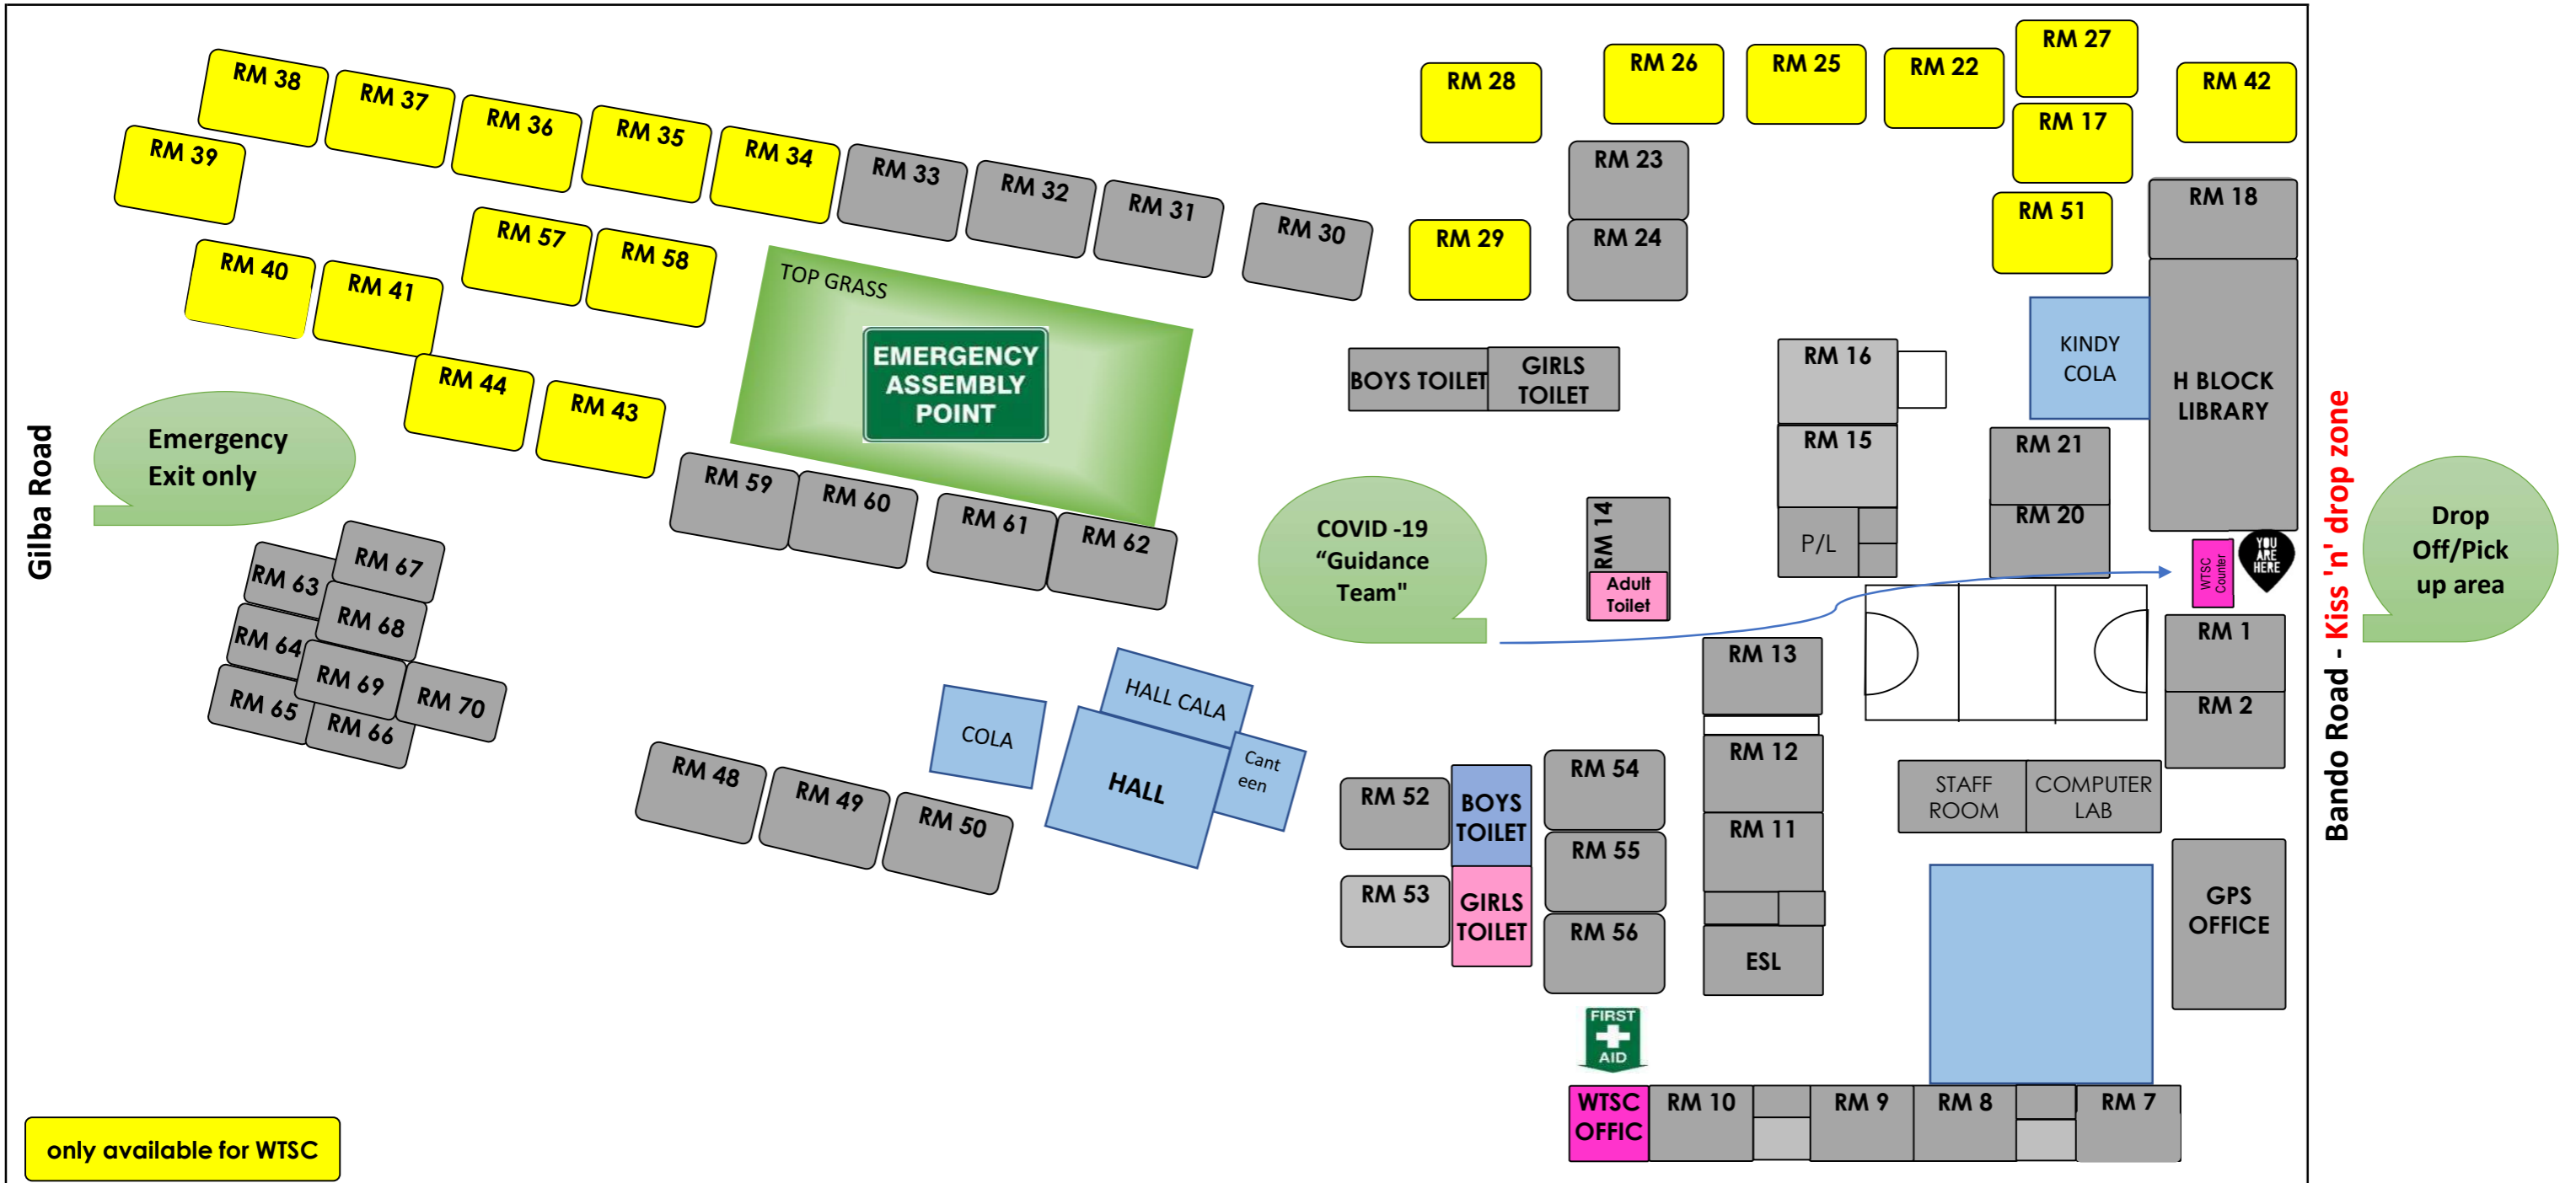 RM 38
RM 37
RM 36
RM 35
RM 34
RM 33
RM 32
RM 31
RM 30
RM 39
RM 40
RM 41
RM 57
RM 58
RM 44
RM 43
RM 28
RM 26
RM 25
RM 22
RM 27
RM 17
RM 42
RM 23
RM 24
RM 29
RM 51
RM 18
TOP GRASS
EMERGENCY
ASSEMBLY
POINT
BOYS TOILET
GIRLS
TOILET
RM 16
RM 15
P/L
KINDY
COLA
H BLOCK
LIBRARY
RM 21
RM 20
Gilba Road
Emergency
Exit only
RM 59
RM 60
RM 61
RM 62
COVID -19
“Guidance
Team"
RM 14
Adult
Toilet
WTSC
Counter
YOU
ARE
HERE
Bando Road - Kiss 'n' drop zone
Drop
Off/Pick
up area
RM 67
RM 63
RM 68
RM 64
RM 69
RM 70
RM 65
RM 66
RM 1
RM 2
RM 13
RM 12
RM 11
ESL
HALL CALA
COLA
HALL
Cant
een
RM 48
RM 49
RM 50
RM 52
RM 53
BOYS
TOILET
GIRLS
TOILET
RM 54
RM 55
RM 56
STAFF
ROOM
COMPUTER
LAB
GPS
OFFICE
FIRST
AID
WTSC
OFFIC
RM 10
RM 9
RM 8
RM 7
only available for WTSC